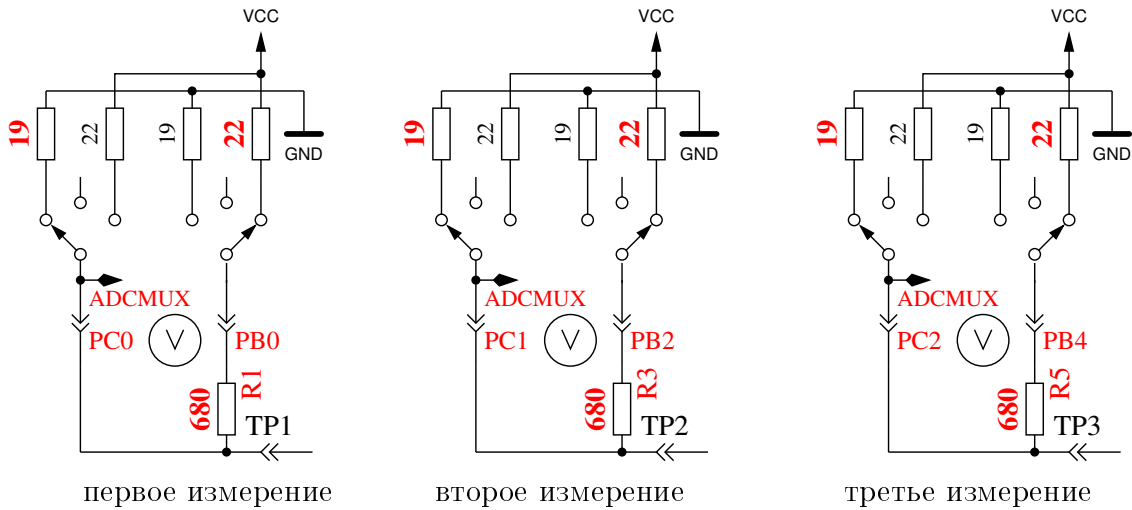 VCC
19
22
19
22
GND
ADCMUX
PC0
V
PB0
R1
680
TP1
первое измерение
VCC
19
22
19
22
GND
ADCMUX
PC1
V
PB2
R3
680
TP2
второе измерение
VCC
19
22
19
22
GND
ADCMUX
PC2
V
PB4
R5
680
TP3
третье измерение